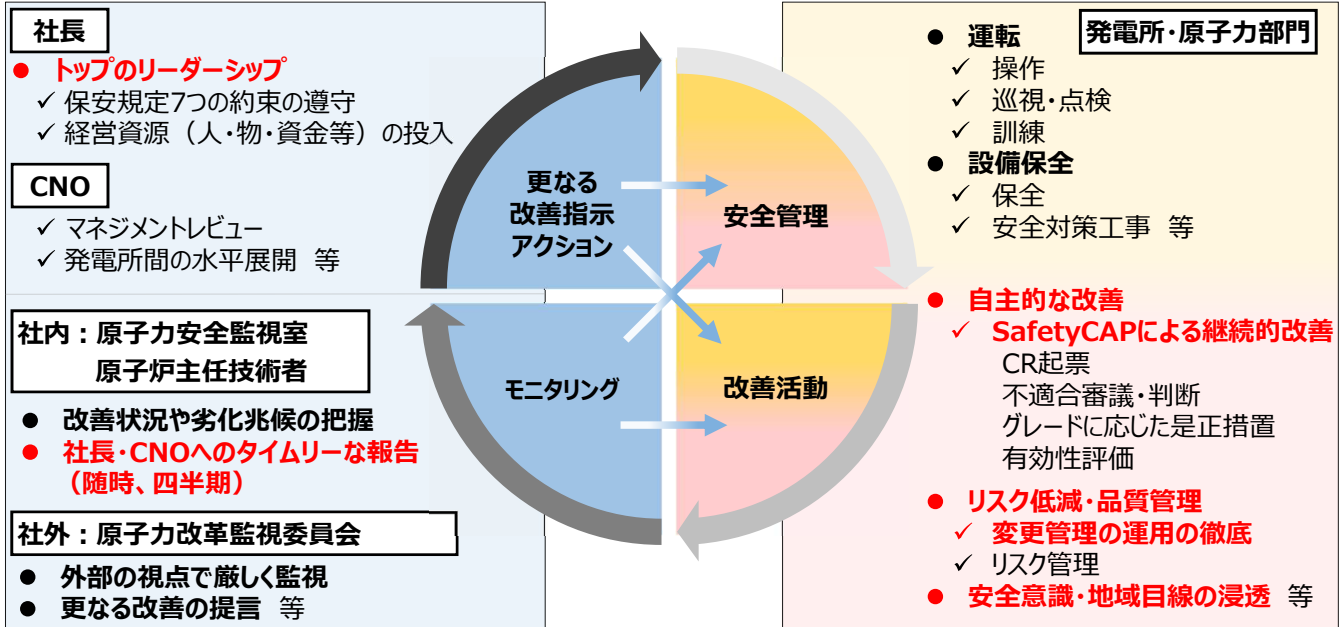 社長
● トップのリーダーシップ
✓ 保安規定7つの約束の遵守
✓ 経営資源（人・物・資金等）の投入
CNO
✓ マネジメントレビュー
✓ 発電所間の水平展開 等
社内：原子力安全監視室
原子炉主任技術者
● 改善状況や劣化兆候の把握
● 社長・CNOへのタイムリーな報告
（随時、四半期）
社外：原子力改革監視委員会
● 外部の視点で厳しく監視
● 更なる改善の提言 等
更なる
改善指示
アクション
安全管理
モニタリング
改善活動
発電所・原子力部門
● 運転
✓ 操作
✓ 巡視・点検
✓ 訓練
● 設備保全
✓ 保全
✓ 安全対策工事 等
● 自主的な改善
✓ SafetyCAPによる継続的改善
CR起票
不適合審議・判断
グレードに応じた是正措置
有効性評価
● リスク低減・品質管理
✓ 変更管理の運用の徹底
✓ リスク管理
● 安全意識・地域目線の浸透 等